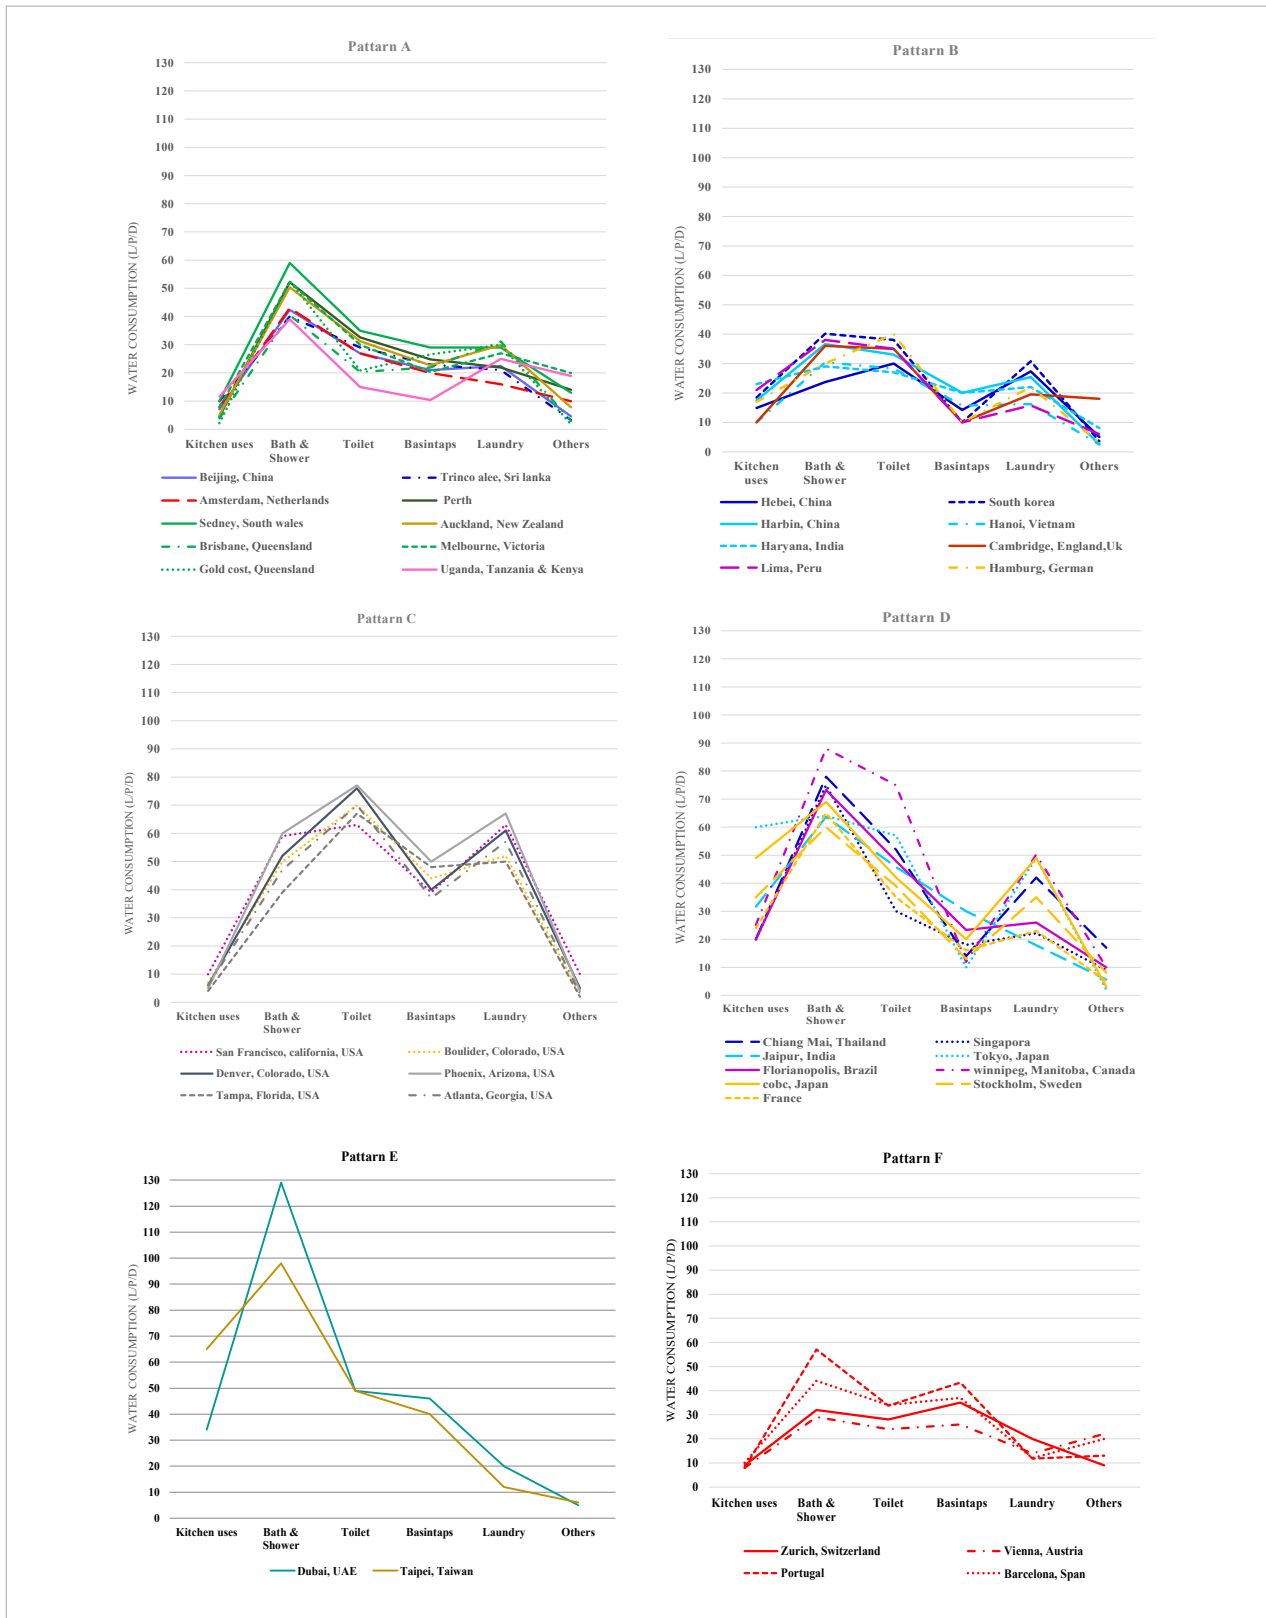 Pattarn A
130
120
110
100
90
80
70
60
50
40
30
20
10
0
WATER CONSUMPTION (L/P/D)
Kitchen uses Bath & Shower Toilet Basintaps Laundry Others
Beijing, China Trinco alee, Sri lanka
Amsterdam, Netherlands Perth
Sedney, South wales Auckland, New Zealand
Brisbane, Queensland Melbourne, Victoria
Gold cost, Queensland Uganda, Tanzania & Kenya
Pattarn B
130
120
110
100
90
80
70
60
50
40
30
20
10
0
WATER CONSUMPTION (L/P/D)
Kitchen uses Bath & Shower Toilet Basintaps Laundry Others
Hebei, China South korea
Harbin, China Hanoi, Vietnam
Haryana, India Cambridge, England,Uk
Lima, Peru Hamburg, German
Pattarn C
130
120
110
100
90
80
70
60
50
40
30
20
10
0
WATER CONSUMPTION (L/P/D)
Kitchen uses Bath & Shower Toilet Basintaps Laundry Others
San Francisco, california, USA Boulider, Colorado, USA
Denver, Colorado, USA Phoenix, Arizona, USA
Tampa, Florida, USA Atlanta, Georgia, USA
Pattarn D
130
120
110
100
90
80
70
60
50
40
30
20
10
0
WATER CONSUMPTION (L/P/D)
Kitchen uses Bath & Shower Toilet Basintaps Laundry Others
Chiang Mai, Thailand Singapora
Jaipur, India Tokyo, Japan
Florianopolis, Brazil winnipeg, Manitoba, Canada
cobc, Japan Stockholm, Sweden
France
Pattarn E
130
120
110
100
90
80
70
60
50
40
30
20
10
0
WATER CONSUMPTION (L/P/D)
Kitchen uses Bath & Shower Toilet Basintaps Laundry Others
Dubai, UAE Taipei, Taiwan
Pattarn F
130
120
110
100
90
80
70
60
50
40
30
20
10
0
WATER CONSUMPTION (L/P/D)
Kitchen uses Bath & Shower Toilet Basintaps Laundry Others
Zurich, Switzerland Vienna, Austria
Portugal Barcelona, Span